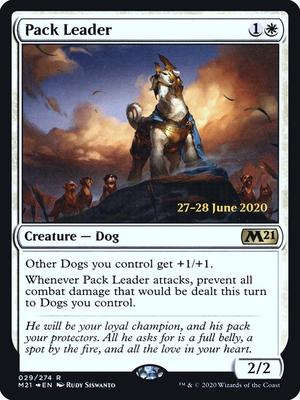 Pack Leader 1
27-28 June 2020
Creature — Dog M21
Other Dogs you control get +1/+1.
Whenever Pack Leader attacks, prevent all
combat damage that would be dealt this turn
to Dogs you control.
He will be your loyal champion, and his pack
your protectors. All he asks for is a full belly, a
spot by the fire, and all the love in your heart.
2/2
029/274 R
M21 EN Rudy Siswanto ™ & © 2020 Wizards of the Coast